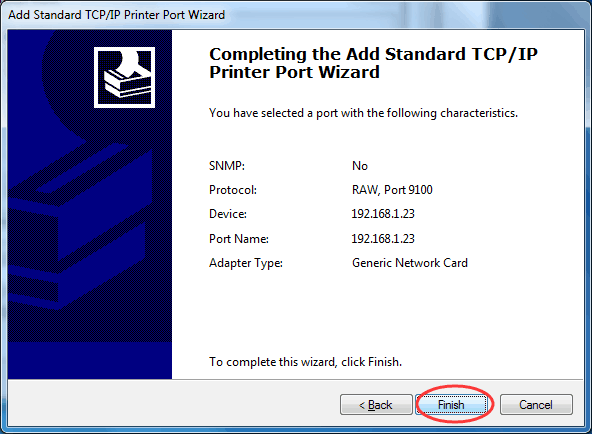 Add Standard TCP/IP Printer Port Wizard
Completing the Add Standard TCP/IP
Printer Port Wizard
You have selected a port with the following characteristics.
SNMP: No
Protocol: RAW, Port 9100
Device: 192.168.1.23
Port Name: 192.168.1.23
Adapter Type: Generic Network Card
To complete this wizard, click Finish.
< Back Finish Cancel